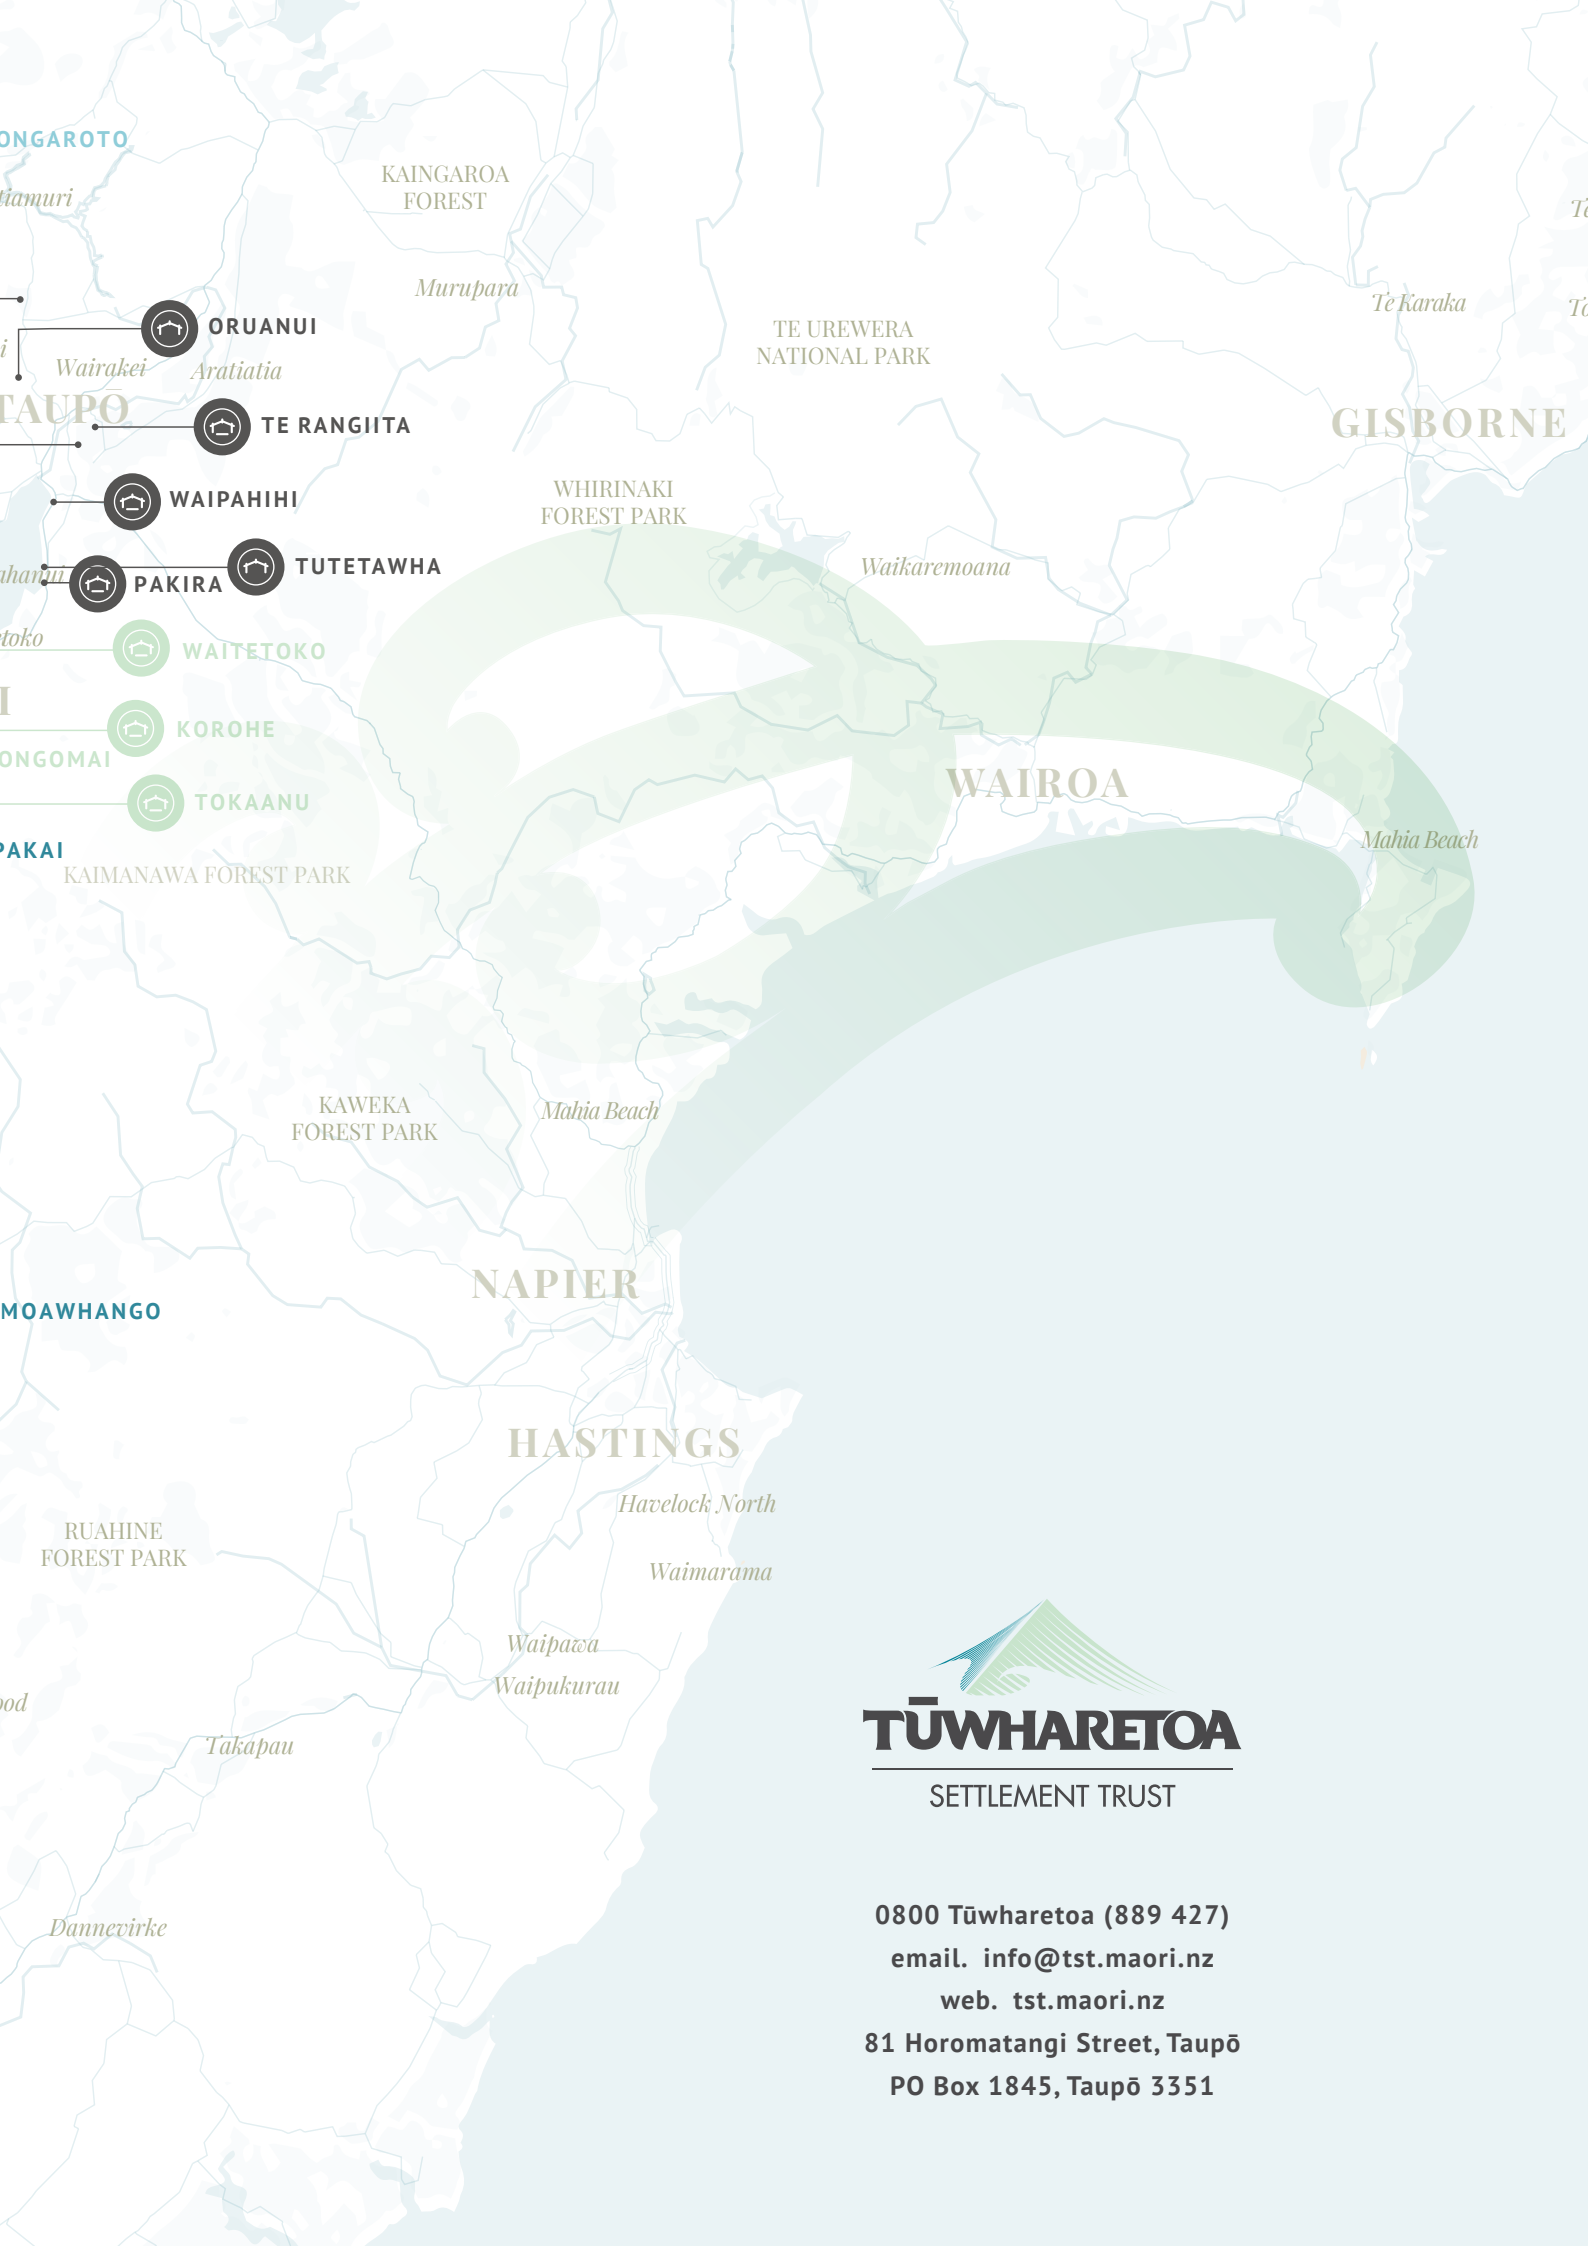 ONGAROTO
KAINGAROA
FOREST
tiamuri
Murupara
Te Karaka
ORUANUI
TE UREWERA
NATIONAL PARK
Wairakei
Aratiatia
TAUPŌ
TE RANGIITA
GISBORNE
WAIPAHIHI
WHIRINAKI
FOREST PARK
TUTETAWHA
Waikaremoana
PAKIRA
etoko
WAITETOKO
KOROHE
ONGOMAI
WAIROA
TOKAANU
Mahia Beach
PAKAI
KAIMANAWA FOREST PARK
KAWEKA
FOREST PARK
Mahia Beach
NAPIER
MOAWHANGO
HASTINGS
Havelock North
RUAHINE
FOREST PARK
Waimarama
Waipawa
Waipukurau
ood
Takapau
TŪWHARETOA
SETTLEMENT TRUST
Dannevirke
0800 Tūwharetoa (889 427)
email. info@tst.maori.nz
web. tst.maori.nz
81 Horomatangi Street, Taupō
PO Box 1845, Taupō 3351